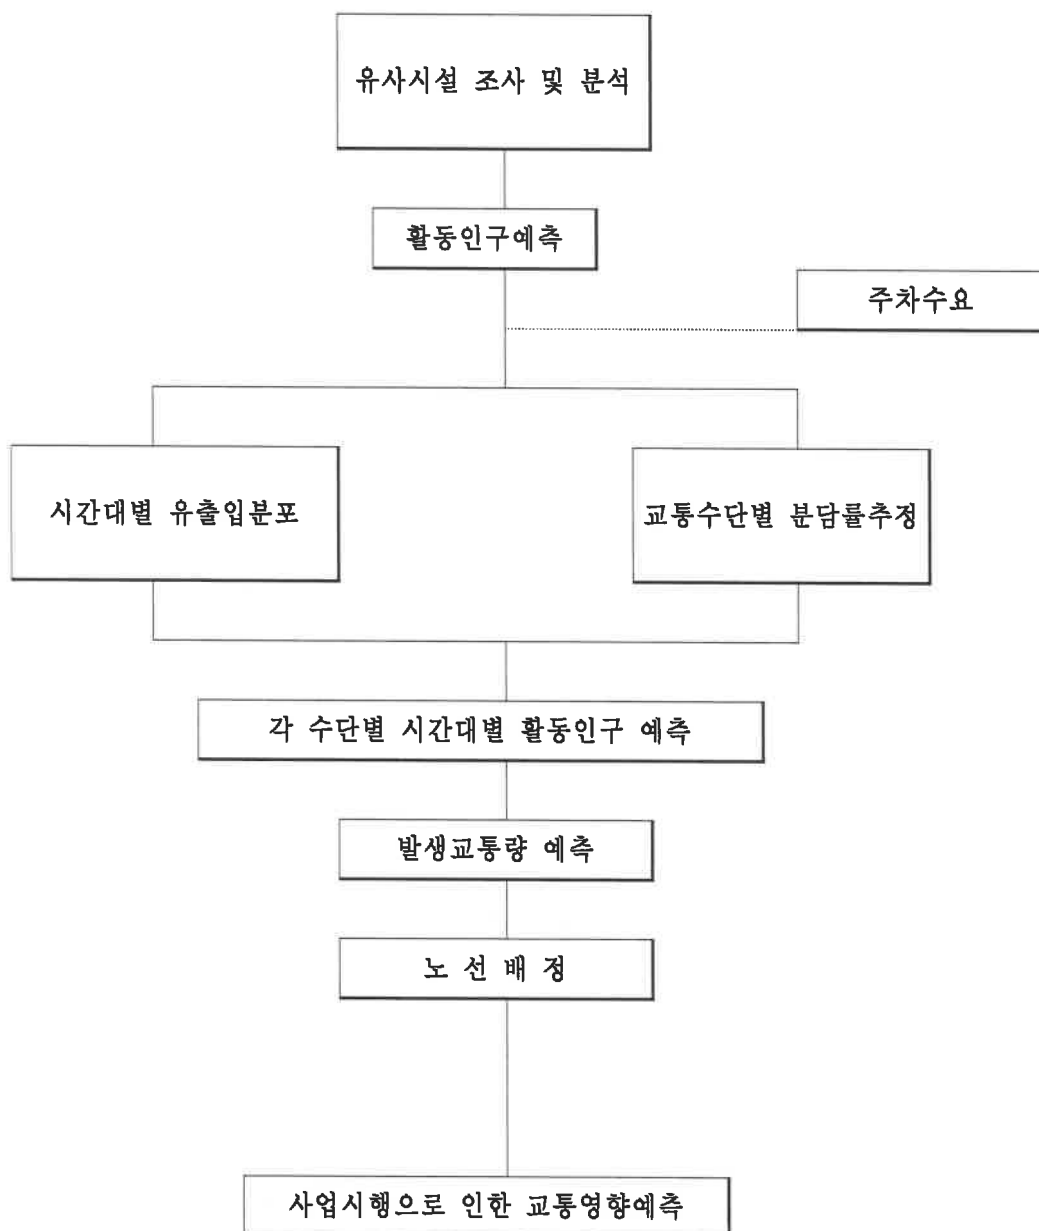 유사시설 조사 및 분석
활동인구예측
주차수요
시간대별 유출입분포
교통수단별 분담률추정
각 수단별 시간대별 활동인구 예측
발생교통량 예측
노 선 배 정
사업시행으로 인한 교통영향예측